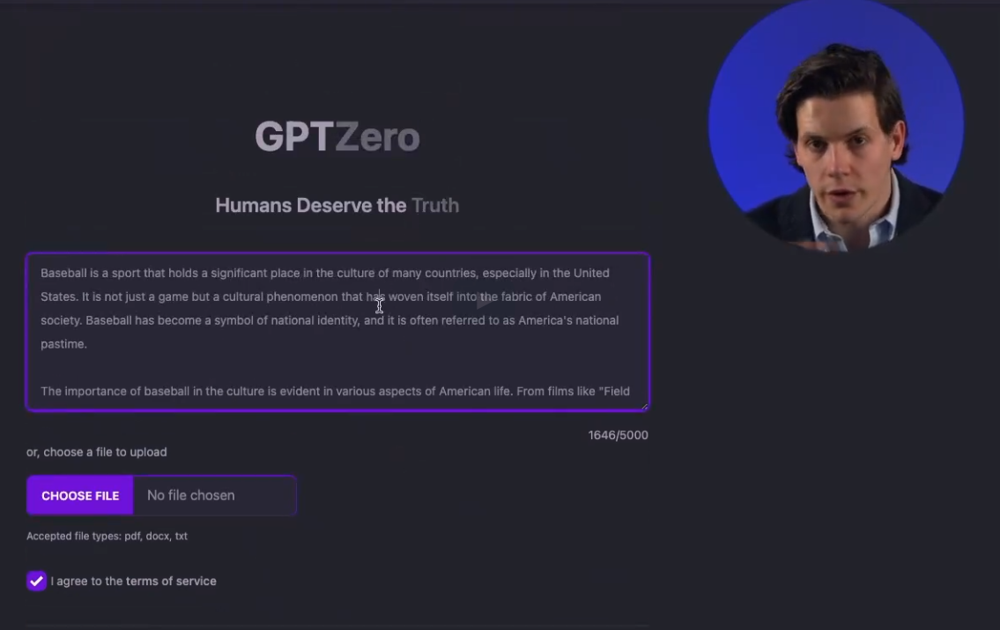 GPTZero
Humans Deserve the Truth
Baseball is a sport that holds a significant place in the culture of many countries, especially in the United
States. It is not just a game but a cultural phenomenon that has woven itself into the fabric of American
society. Baseball has become a symbol of national identity, and it is often referred to as America's national
pastime.
The importance of baseball in the culture is evident in various aspects of American life. From films like "Field
1646/5000
or, choose a file to upload
CHOOSE FILE No file chosen
Accepted file types: pdf, docx, txt
I agree to the terms of service